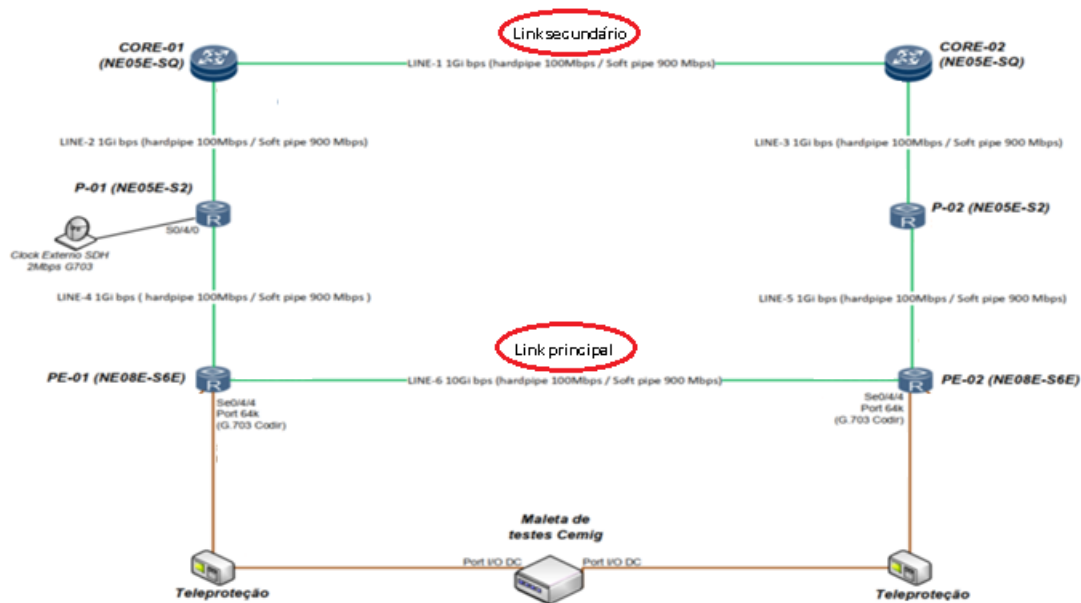 Link secundário
CORE-01
(NE05E-SQ)
CORE-02
(NE05E-SQ)
LINE-1 1Gi bps (hardpipe 100Mbps / Soft pipe 900 Mbps)
LINE-2 1Gi bps (hardpipe 100Mbps / Soft pipe 900 Mbps)
LINE-3 1Gi bps (hardpipe 100Mbps / Soft pipe 900 Mbps)
P-01 (NE05E-S2)
P-02 (NE05E-S2)
R
R
S0/4/0
Clock Externo SDH
2Mbps G703
LINE-4 1Gi bps ( hardpipe 100Mbps / Soft pipe 900 Mbps )
LINE-5 1Gi bps (hardpipe 100Mbps / Soft pipe 900 Mbps)
Link principal
PE-01 (NE08E-S6E)
R
LINE-6 10Gi bps (hardpipe 100Mbps / Soft pipe 900 Mbps)
R
PE-02 (NE08E-S6E)
Se0/4/4
Port 64k
(G.703 Codir)
Se0/4/4
Port 64k
(G.703 Codir)
Maleta de
testes Cemig
Port I/O DC
Port I/O DC
Teleproteção
Teleproteção